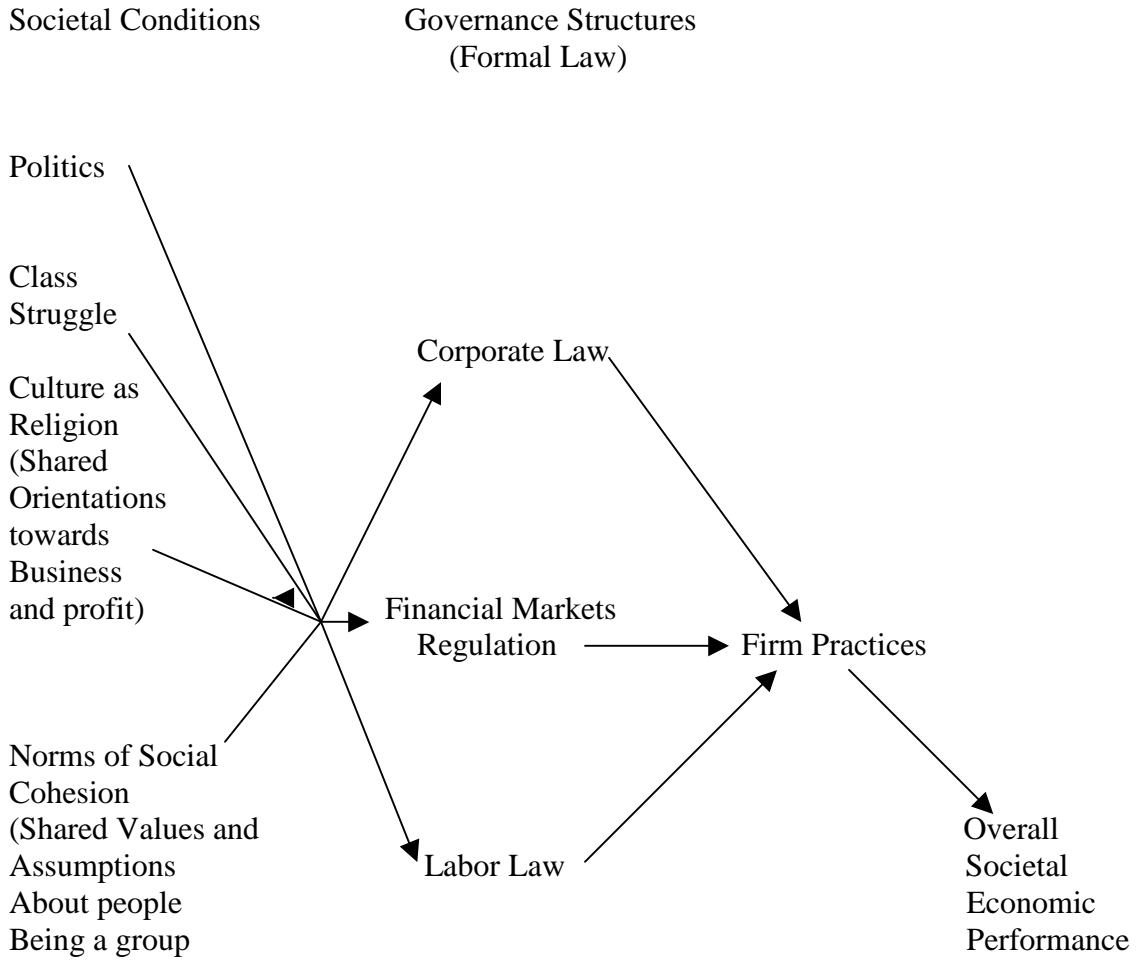 Societal Conditions
Governance Structures
(Formal Law)
Politics
Class
Struggle
Culture as
Religion
(Shared
Orientations
towards
Business
and profit)
Norms of Social
Cohesion
(Shared Values and
Assumptions
About people
Being a group
Corporate Law
Financial Markets
Regulation
Labor Law
Firm Practices
Overall
Societal
Economic
Performance